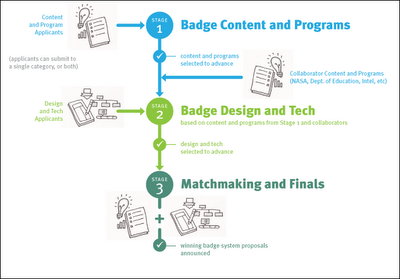 Content
and Program
Applicants
STAGE
1
Badge Content and Programs
(applicants can submit to
a single category, or both)
content and programs
selected to advance
Collaborator Content and Programs
(NASA, Dept. of Education, Intel, etc)
Design
and Tech
Applicants
STAGE
2
Badge Design and Tech
based on content and programs from Stage 1 and collaborators
design and tech
selected to advance
STAGE
3
Matchmaking and Finals
+
winning badge system proposals
announced